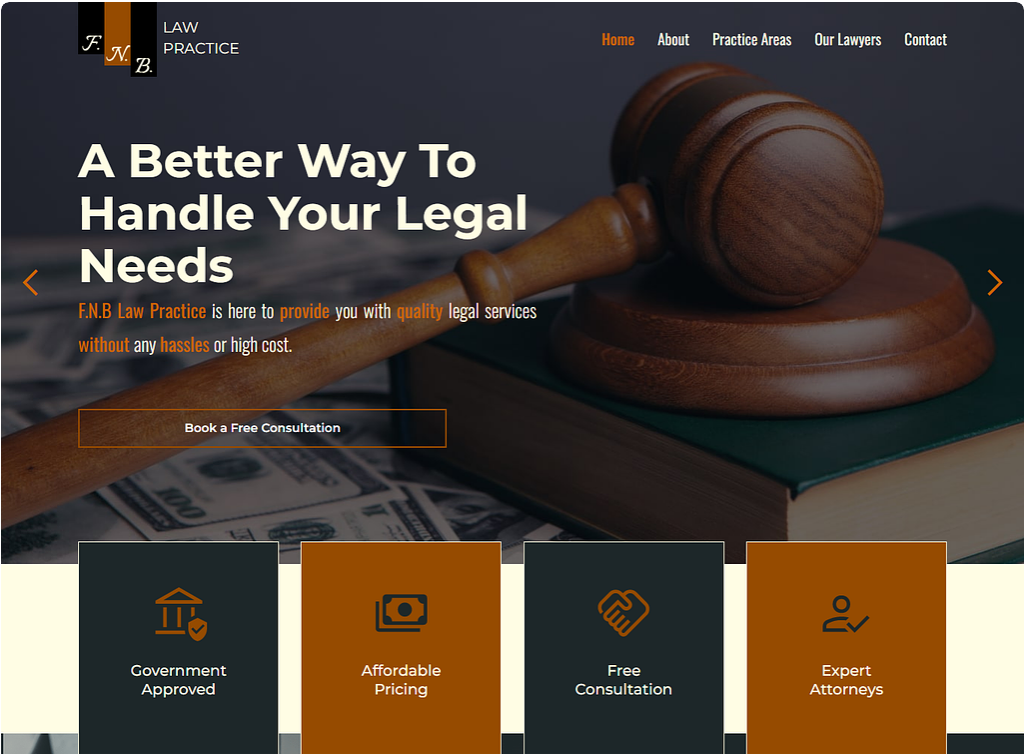 F.
N.
B.
LAW
PRACTICE
Home About Practice Areas Our Lawyers Contact
A Better Way To
Handle Your Legal
Needs
F.N.B Law Practice is here to provide you with quality legal services
without any hassles or high cost.
Book a Free Consultation
100
Government
Approved
Affordable
Pricing
Free
Consultation
Expert
Attorneys